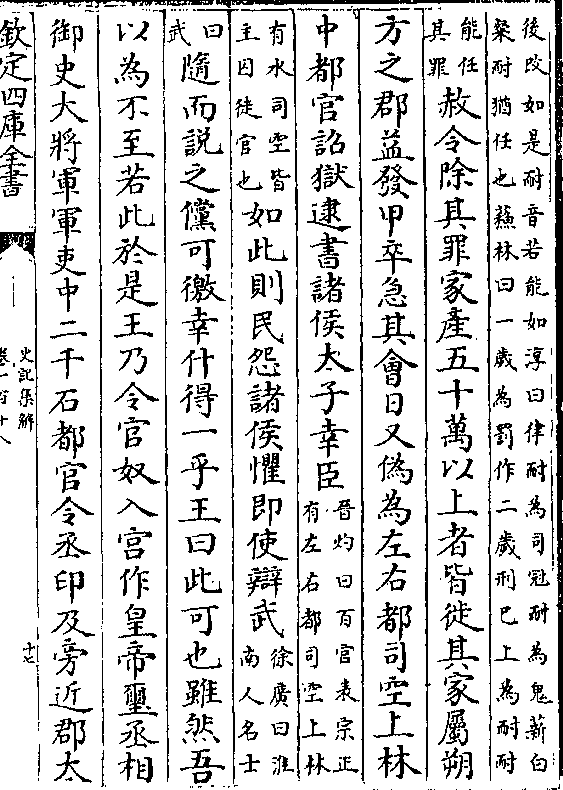 後改如是耐音若能如淳曰律耐為司寇耐為鬼薪白
粲耐猶任也蘇林曰一歲為罰作二歲刑已上為耐耐
能任
其罪
赦令除其罪家產五十萬以上者皆徙其家屬朔
方之郡益發甲卒急其會日又偽為左右都司空上林
中都官詔獄逮書諸侯太子幸臣
晉灼曰百官表宗正
有左右都司空上林
有水司空皆
主囚徒官也
如此則民怨諸侯懼即使辯武
徐廣曰淮
南人名士
曰
武
隨而說之儻可徼幸什得一乎王曰此可也雖然吾
以為不至若此於是王乃令官奴入宮作皇帝璽丞相
御史大將軍軍吏中二千石都官令丞印及旁近郡太
欽定四庫全書
史記集解
卷一百十八
十七